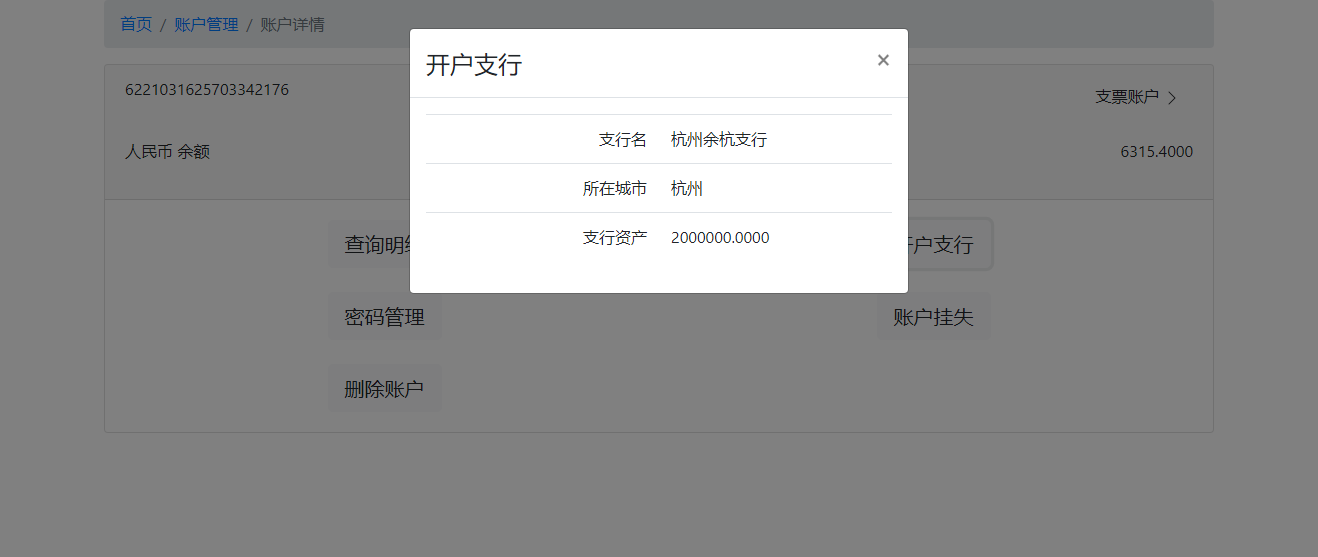 首页 / 账户管理 / 账户详情
开户支行 ×
6221031625703342176
支票账户
支行名 杭州余杭支行
人民币 余额 6315.4000
所在城市 杭州
支行资产 2000000.0000
查询明细
开户支行
密码管理 账户挂失
删除账户